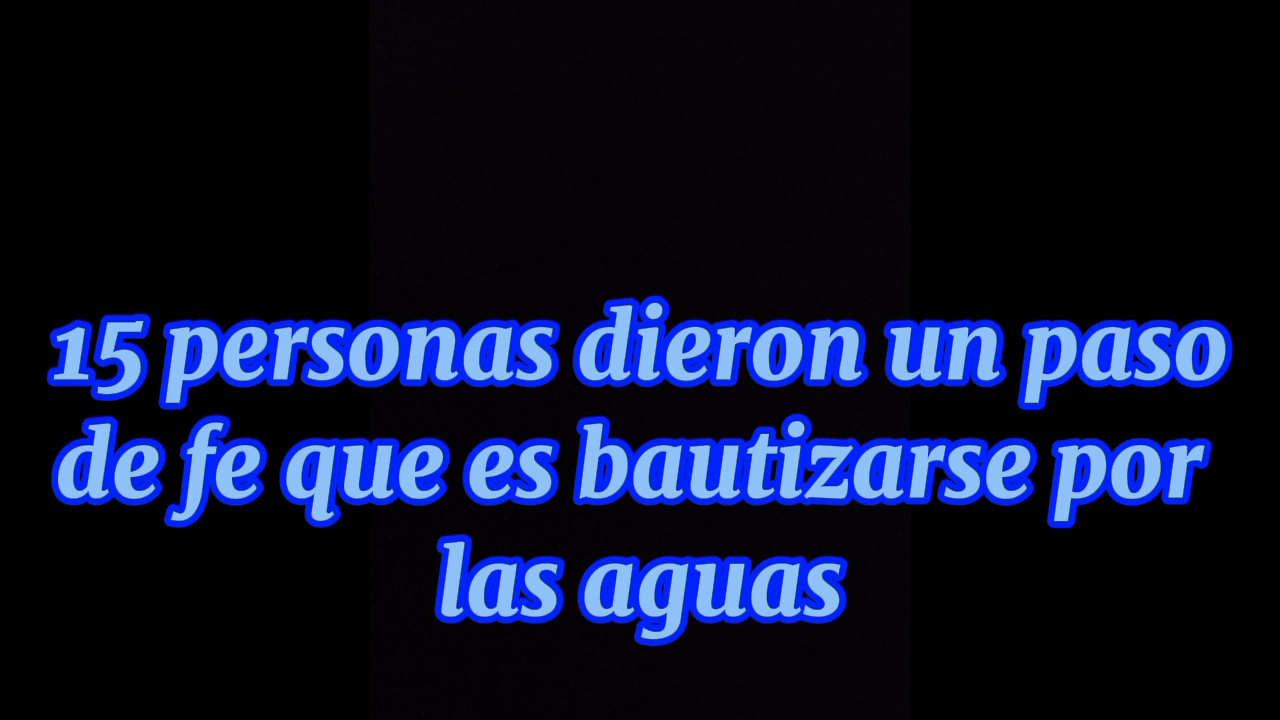 15 personas dieron un paso
de fe que es bautizarse por
las aguas